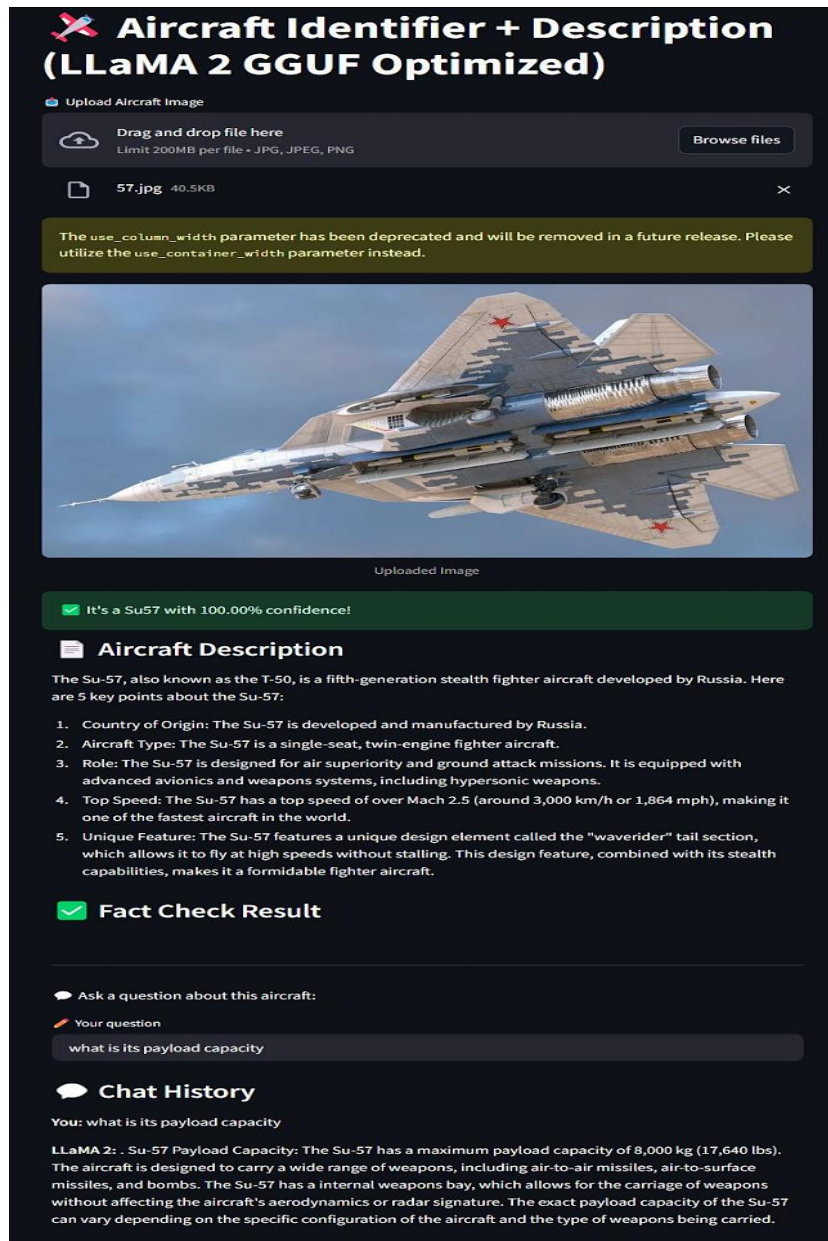 Aircraft Identifier + Description
(LLaMA 2 GGUF Optimized)
Upload Aircraft Image
Drag and drop file here
Limit 200MB per file • JPG, JPEG, PNG
Browse files
57.jpg 40.5KB
The use_column_width parameter has been deprecated and will be removed in a future release. Please
utilize the use_container_width parameter instead.
Uploaded Image
It's a Su57 with 100.00% confidence!
Aircraft Description
The Su-57, also known as the T-50, is a fifth-generation stealth fighter aircraft developed by Russia. Here
are 5 key points about the Su-57:
1. Country of Origin: The Su-57 is developed and manufactured by Russia.
2. Aircraft Type: The Su-57 is a single-seat, twin-engine fighter aircraft.
3. Role: The Su-57 is designed for air superiority and ground attack missions. It is equipped with
advanced avionics and weapons systems, including hypersonic weapons.
4. Top Speed: The Su-57 has a top speed of over Mach 2.5 (around 3,000 km/h or 1,864 mph), making it
one of the fastest aircraft in the world.
5. Unique Feature: The Su-57 features a unique design element called the "waverider" tail section,
which allows it to fly at high speeds without stalling. This design feature, combined with its stealth
capabilities, makes it a formidable fighter aircraft.
Fact Check Result
Ask a question about this aircraft:
Your question
what is its payload capacity
Chat History
You: what is its payload capacity
LLaMA 2: . Su-57 Payload Capacity: The Su-57 has a maximum payload capacity of 8,000 kg (17,640 lbs).
The aircraft is designed to carry a wide range of weapons, including air-to-air missiles, air-to-surface
missiles, and bombs. The Su-57 has a internal weapons bay, which allows for the carriage of weapons
without affecting the aircraft's aerodynamics or radar signature. The exact payload capacity of the Su-57
can vary depending on the specific configuration of the aircraft and the type of weapons being carried.